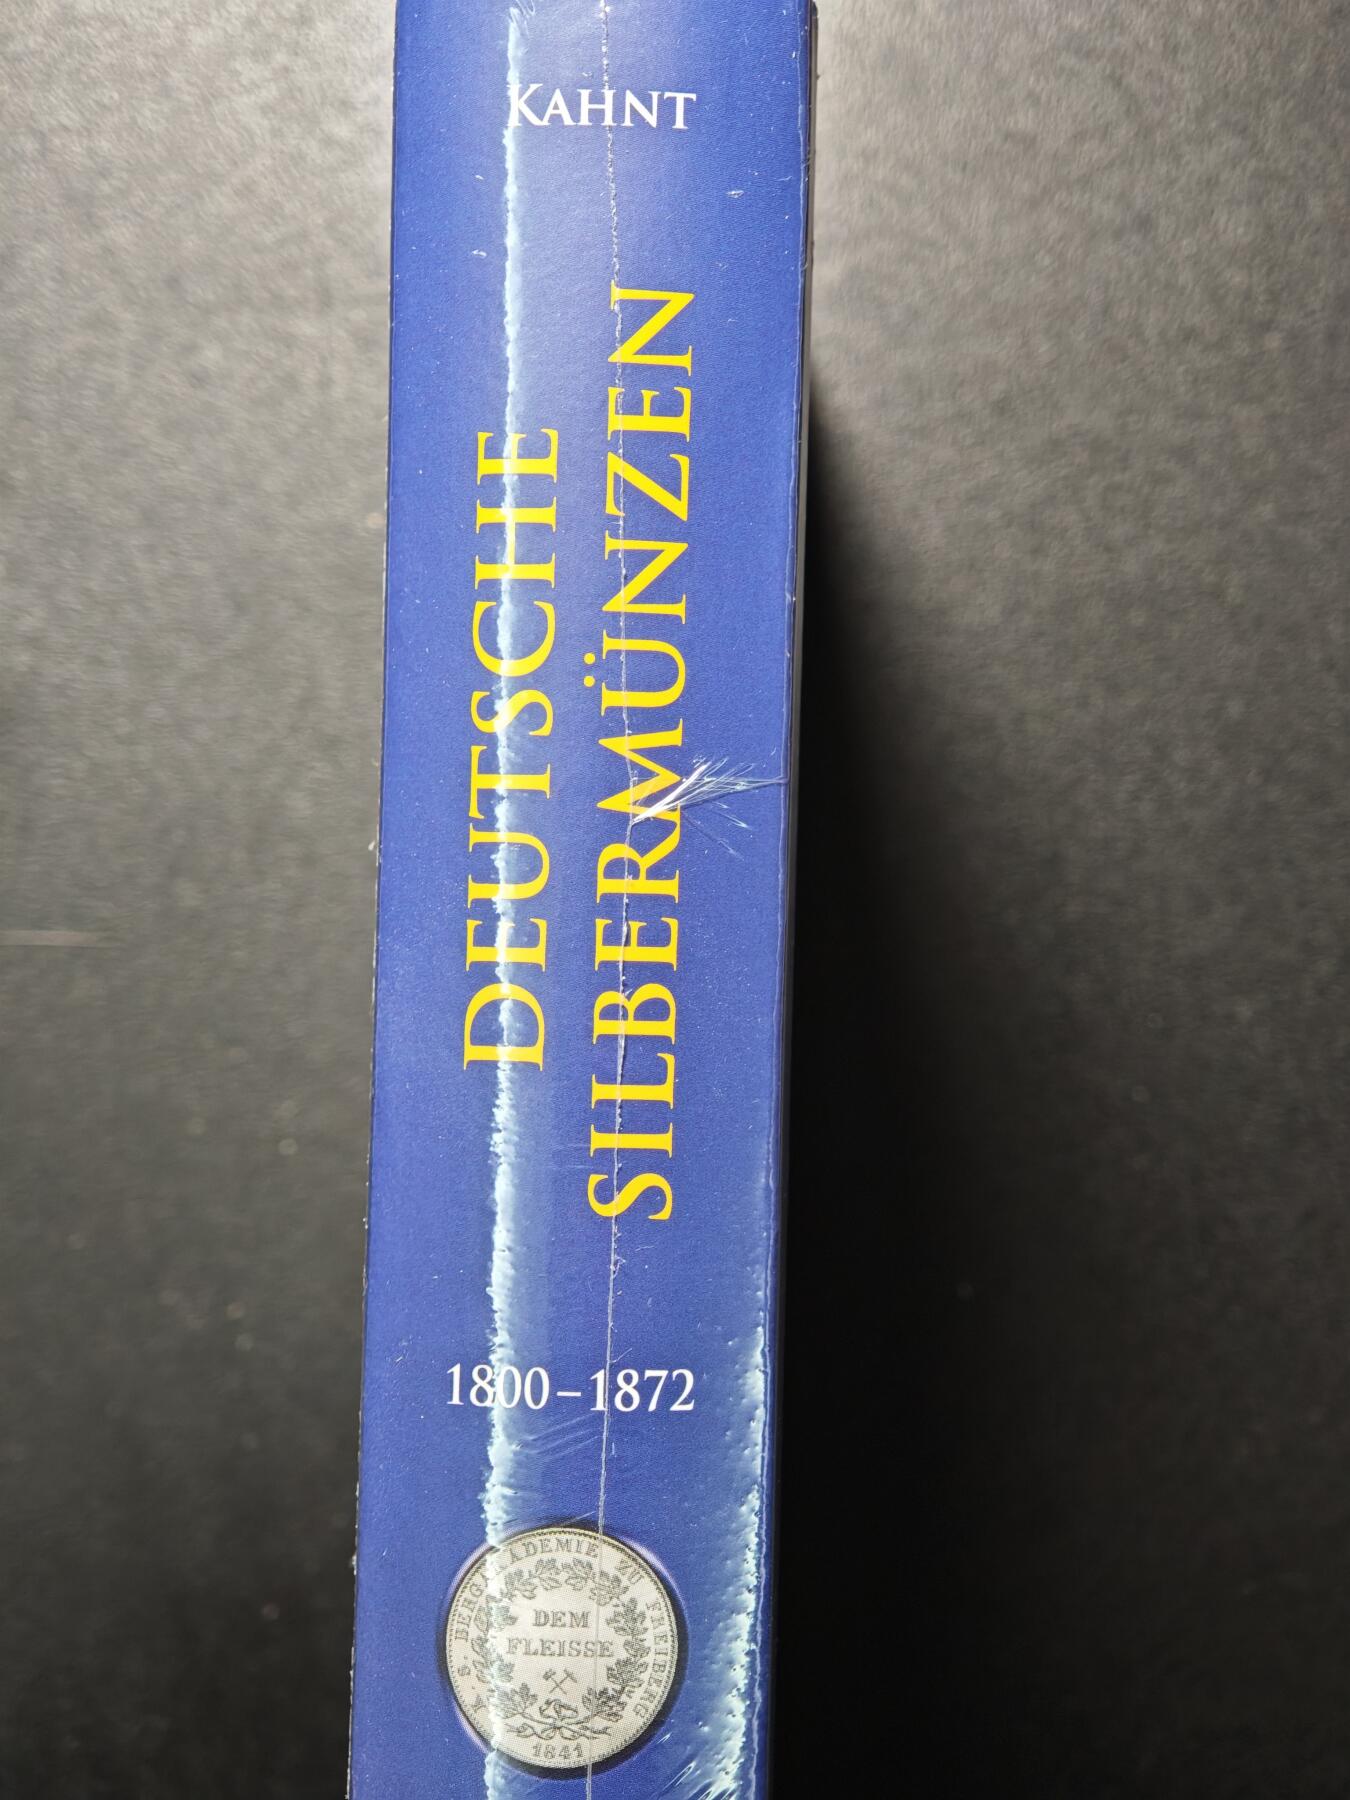 KAHNT
DEUTSCHE
SILBERMÜNZEN
1800–1872
S. BERGAKADEMIE ZU FREIBERG
DEM
FLEISSE
1841